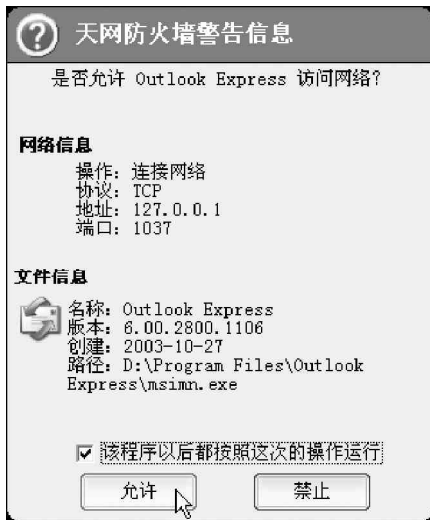 天网防火墙警告信息
是否允许 Outlook Express 访问网络?
网络信息
操作: 连接网络
协议: TCP
地址: 127.0.0.1
端口: 1037
文件信息
名称: Outlook Express
版本: 6.00.2800.1106
创建: 2003-10-27
路径: D:\Program Files\Outlook
Express\msimn.exe
该程序以后都按照这次的操作运行
允许
禁止